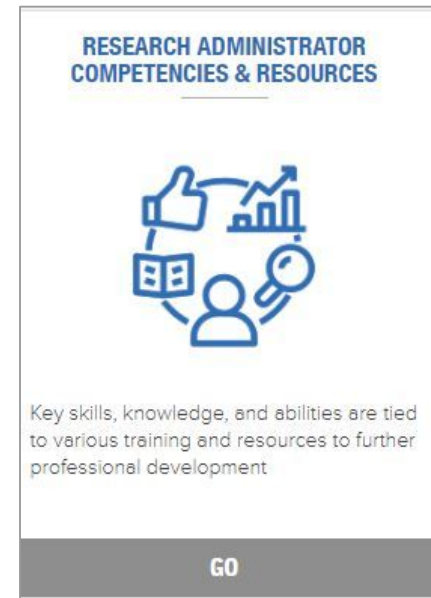 RESEARCH ADMINISTRATOR
COMPETENCIES & RESOURCES
Key skills, knowledge, and abilities are tied
to various training and resources to further
professional development
GO